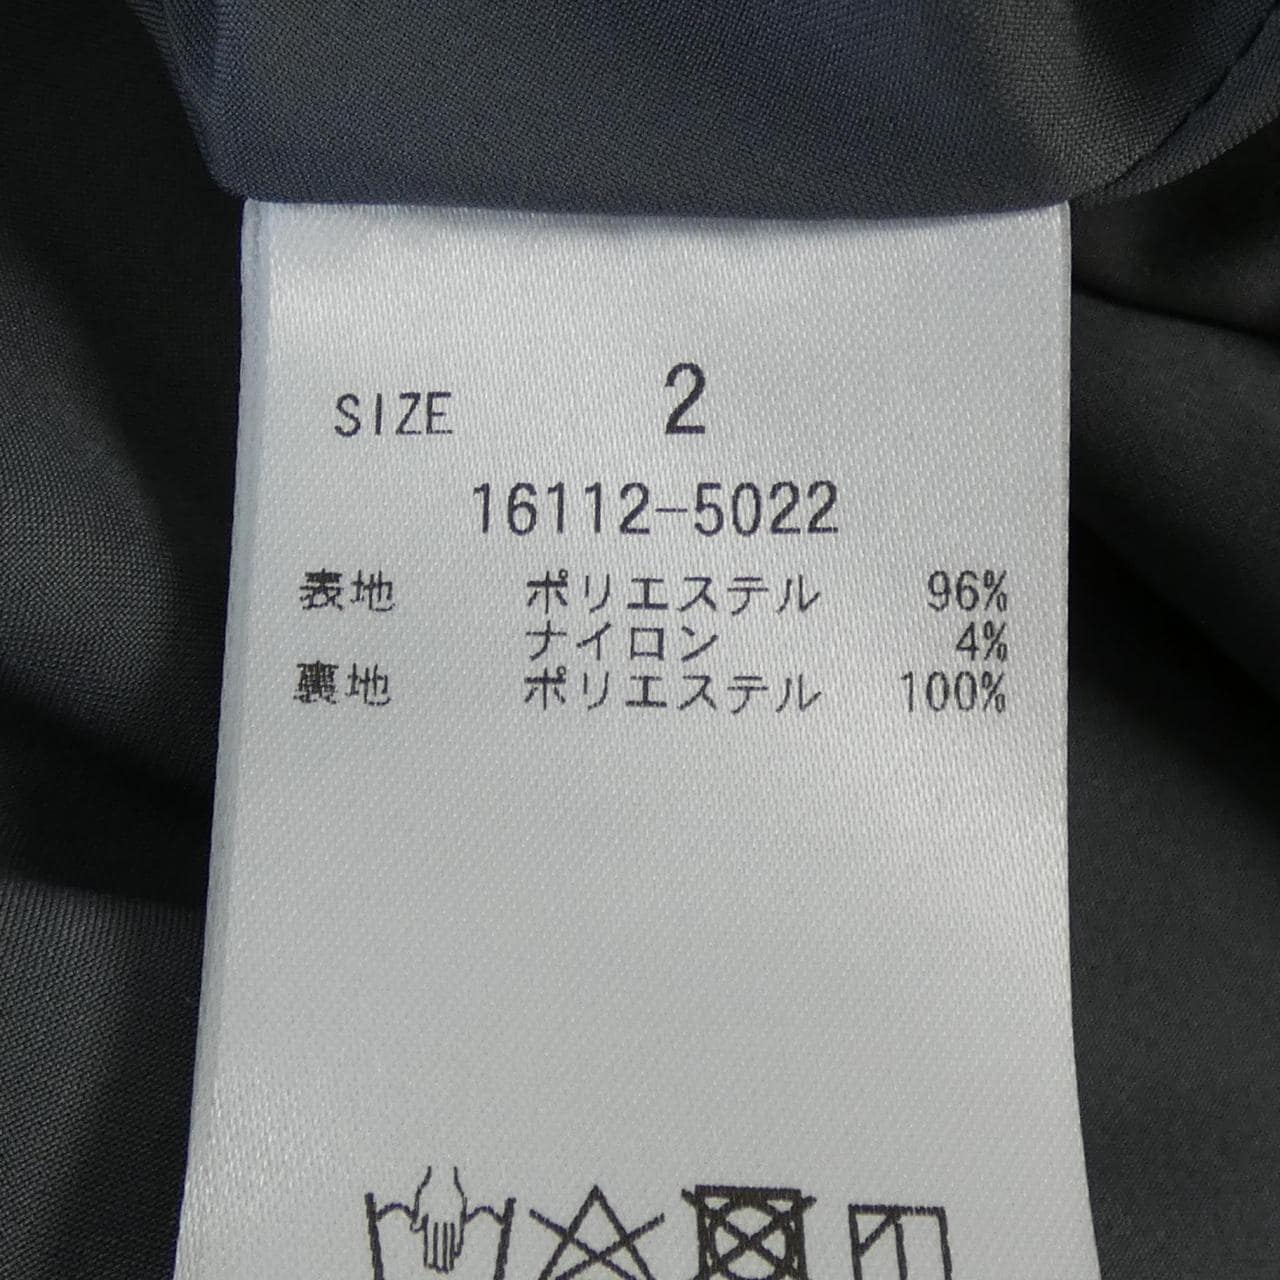 SIZE 2
16112-5022
表地 ポリエステル 96%
ナイロン 4%
裏地 ポリエステル 100%